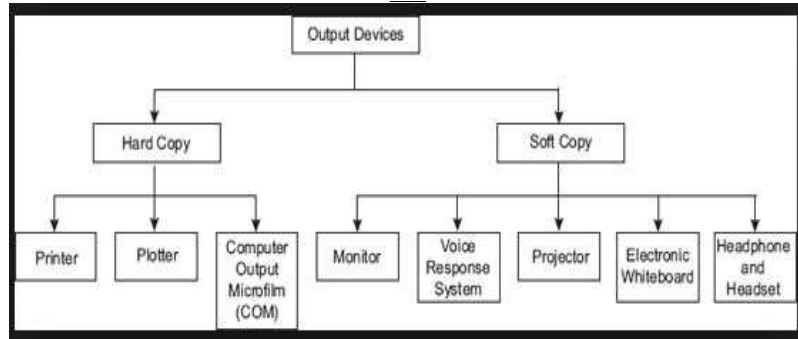 Output Devices
Hard Copy
Soft Copy
Printer
Plotter
Computer
Output
Microfilm
(COM)
Monitor
Voice
Response
System
Projector
Electronic
Whiteboard
Headphone
and
Headset